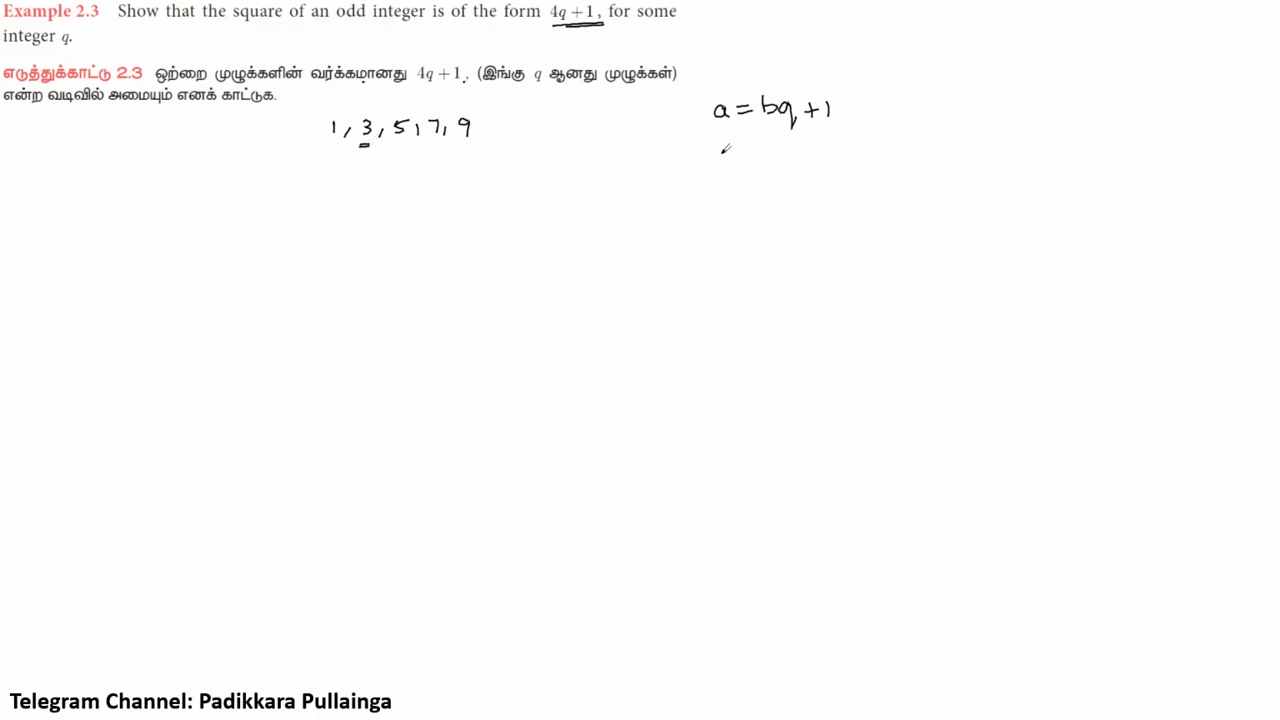 Example 2.3 Show that the square of an odd integer is of the form 4q + 1, for some
integer q.
எடுத்துக்காட்டு 2.3 ஒற்றை முழுக்களின் வர்க்கமானது 4q + 1, (இங்கு q ஆனது முழுக்கள்)
என்ற வடிவில் அமையும் எனக் காட்டுக.
a = bq + 1
1, 3, 5, 7, 9
Telegram Channel: Padikkara Pullainga